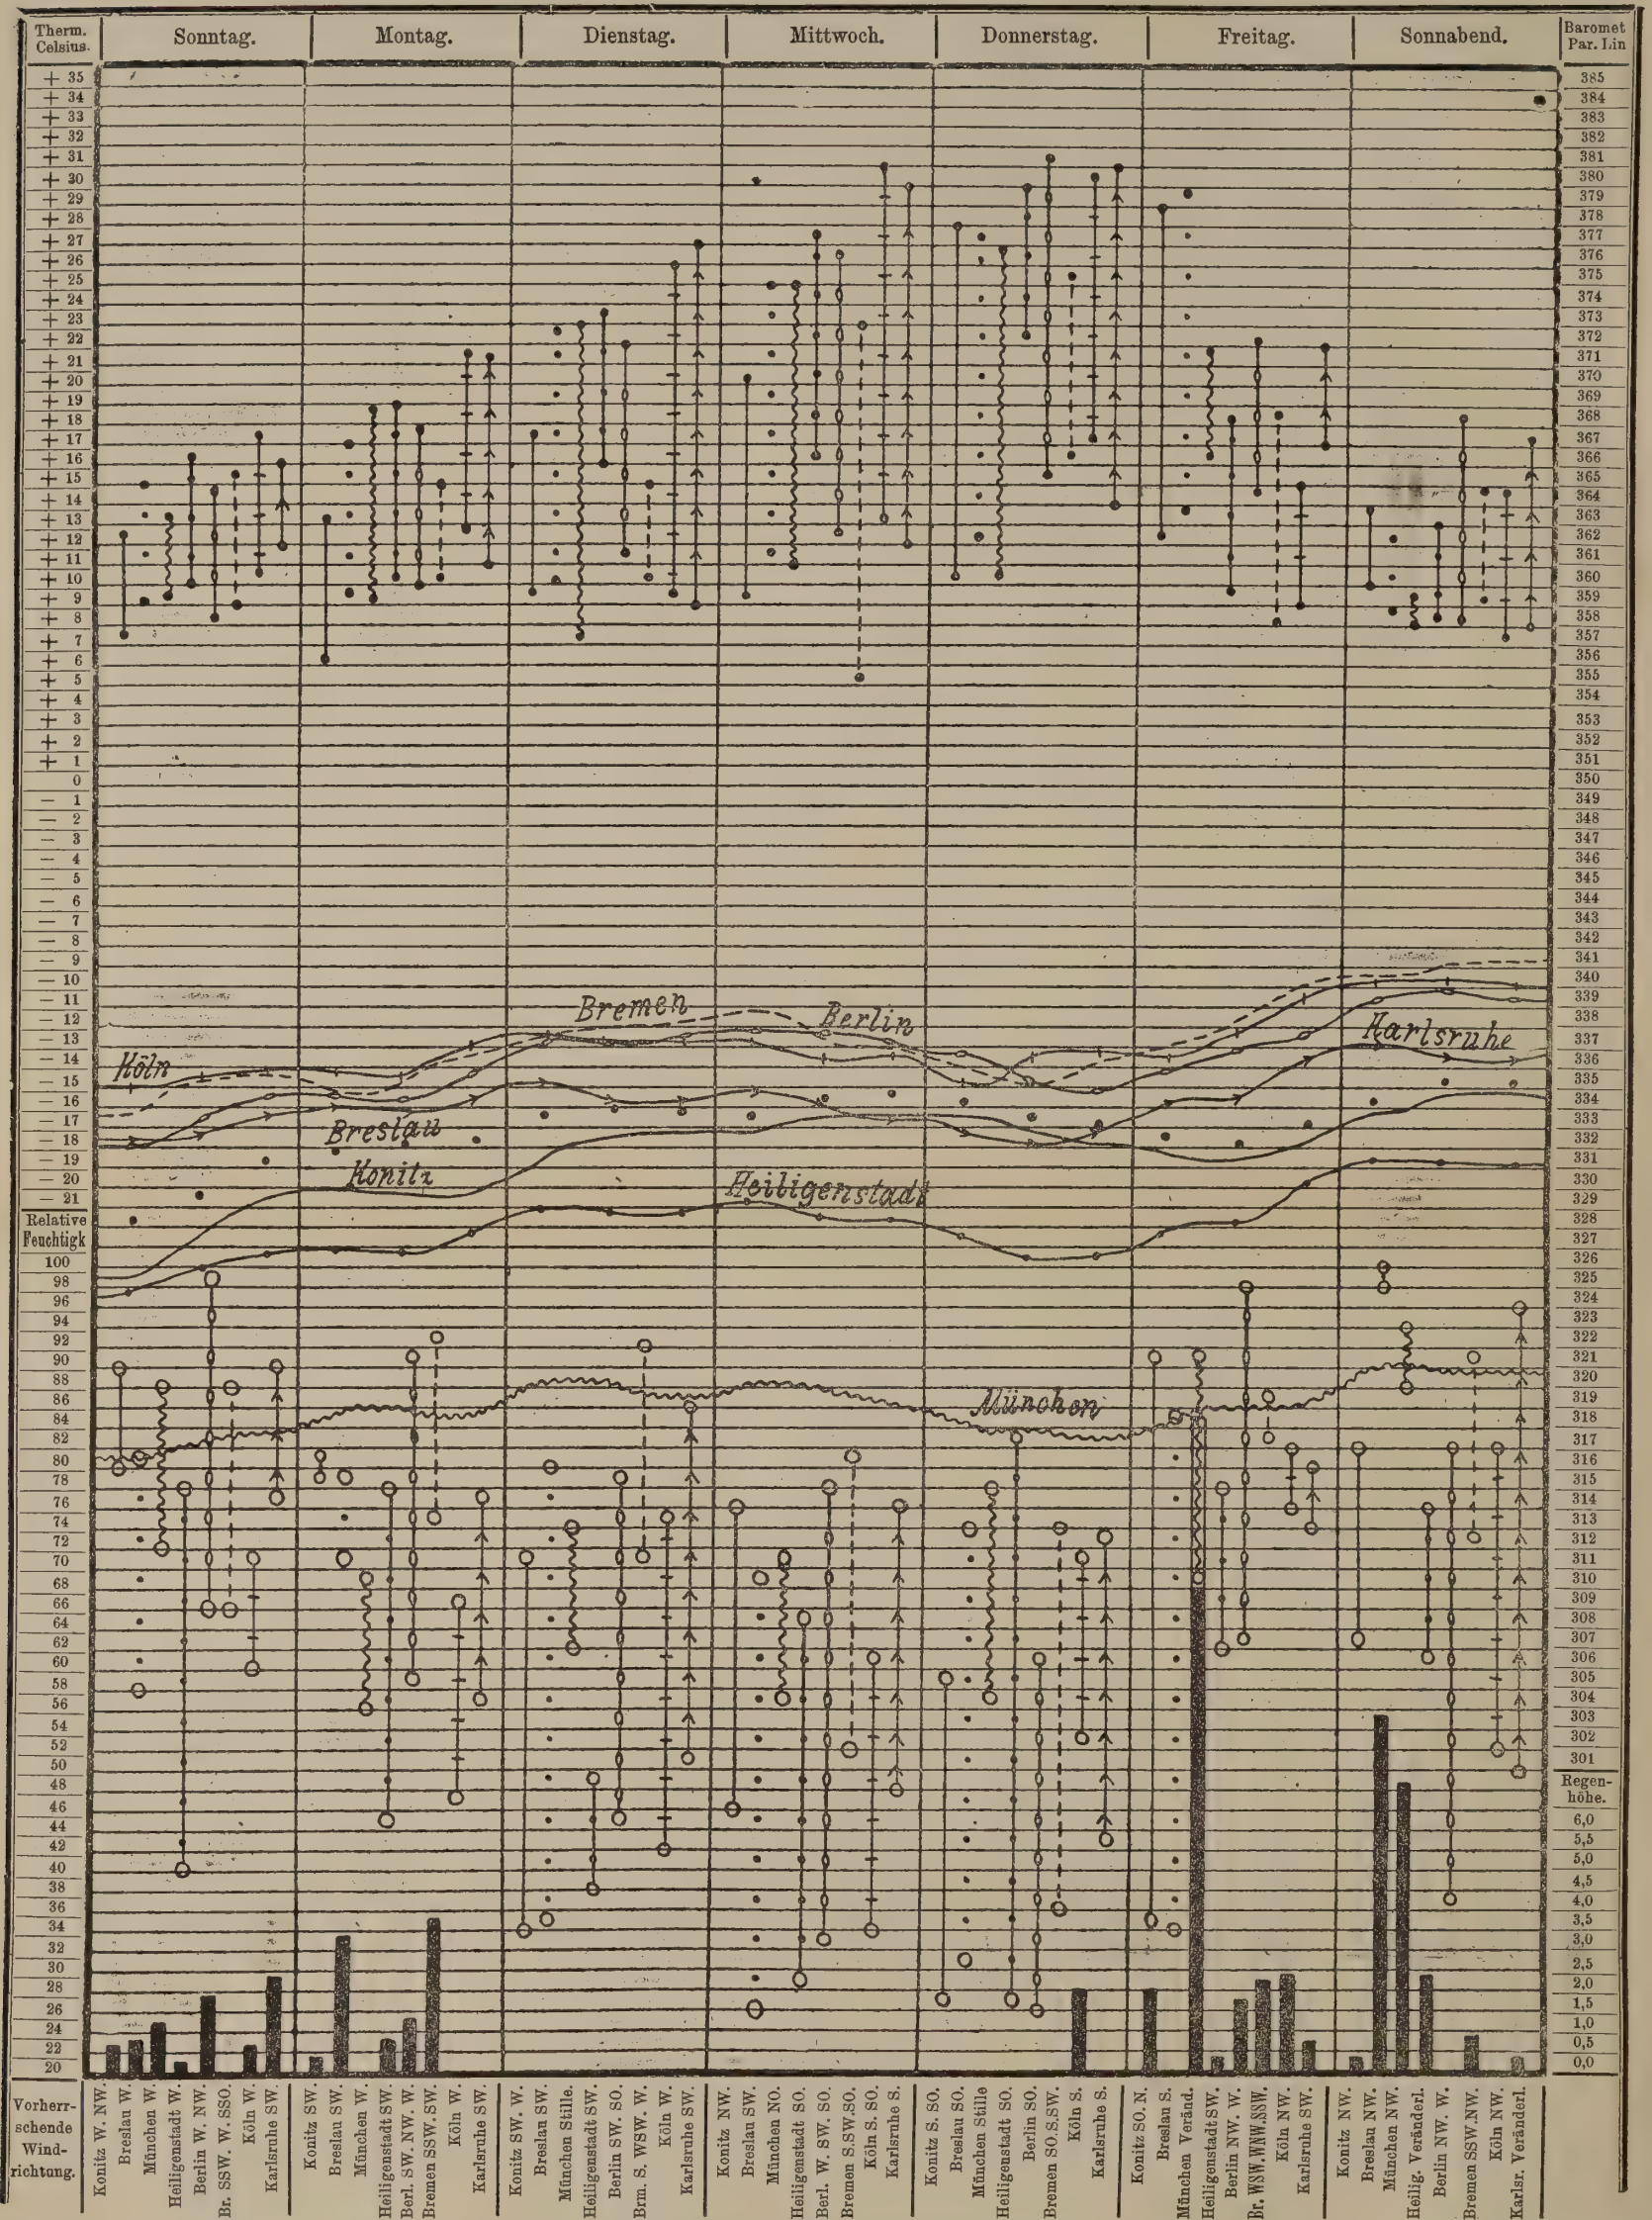 Therm. Celsius.
Sonntag.
Montag.
Dienstag.
Mittwoch.
Donnerstag.
Freitag.
Sonnabend.
Baromet
Par. Lin
+ 35
+ 34
+ 33
+ 32
+ 31
+ 30
+ 29
+ 28
+ 27
+ 26
+ 25
+ 24
+ 23
+ 22
+ 21
+ 20
+ 19
+ 18
+ 17
+ 16
+ 15
+ 14
+ 13
+ 12
+ 11
+ 10
+ 9
+ 8
+ 7
+ 6
+ 5
+ 4
+ 3
+ 2
+ 1
0
— 1
— 2
— 3
— 4
— 5
— 6
— 7
— 8
— 9
— 10
— 11
— 12
— 13
— 14
— 15
— 16
— 17
— 18
— 19
— 20
— 21
Relative
Feuchtigk
100
98
96
94
92
90
88
86
84
82
80
78
76
74
72
70
68
66
64
62
60
58
56
54
52
50
48
46
44
42
40
38
36
34
32
30
28
26
24
22
20
Bremen
Berlin
Köln
Karlsruhe
Breslau
Konitz
Heiligenstadt
München
385
384
383
382
381
380
379
378
377
376
375
374
373
372
371
370
369
368
367
366
365
364
363
362
361
360
359
358
357
356
355
354
353
352
351
350
349
348
347
346
345
344
343
342
341
340
339
338
337
336
335
334
333
332
331
330
329
328
327
326
325
324
323
322
321
320
319
318
317
316
315
314
313
312
311
310
309
308
307
306
305
304
303
302
301
Regen-
höhe.
6,0
5,5
5,0
4,5
4,0
3,5
3,0
2,5
2,0
1,5
1,0
0,5
0,0
Vorherr-
schende
Wind-
richtung.
Konitz W. NW.
Breslau W.
München W.
Heiligenstadt W.
Berlin W. NW.
Br. SSW. W. SSO.
Köln W.
Karlsruhe SW.
Konitz SW.
Breslau SW.
München W.
Heiligenstadt SW.
Berl. SW. NW. W.
Bremen SSW. SW.
Köln W.
Karlsruhe SW.
Konitz SW. W.
Breslau SW.
München Stille.
Heiligenstadt SW.
Berlin SW. SO.
Brm. S. WSW. W.
Köln W.
Karlsruhe SW.
Konitz NW.
Breslau SW.
München NO.
Heiligenstadt SO.
Berl. W. SW. SO.
Bremen S.SW.SO.
Köln S. SO.
Karlsruhe S.
Konitz S. SO.
Breslau SO.
München Stille
Heiligenstadt SO.
Berlin SO.
Bremen SO.S.SW.
Köln S.
Karlsruhe S.
Konitz SO. N.
Breslau S.
München Veränd.
Heiligenstadt SW.
Berlin NW. W.
Br. WSW.WNW.SSW.
Köln NW.
Karlsruhe SW.
Konitz NW.
Breslau NW.
München NW.
Heilig. Veränderl.
Berlin NW. W.
Bremen SSW. NW.
Köln NW.
Karlsr. Veränderl.